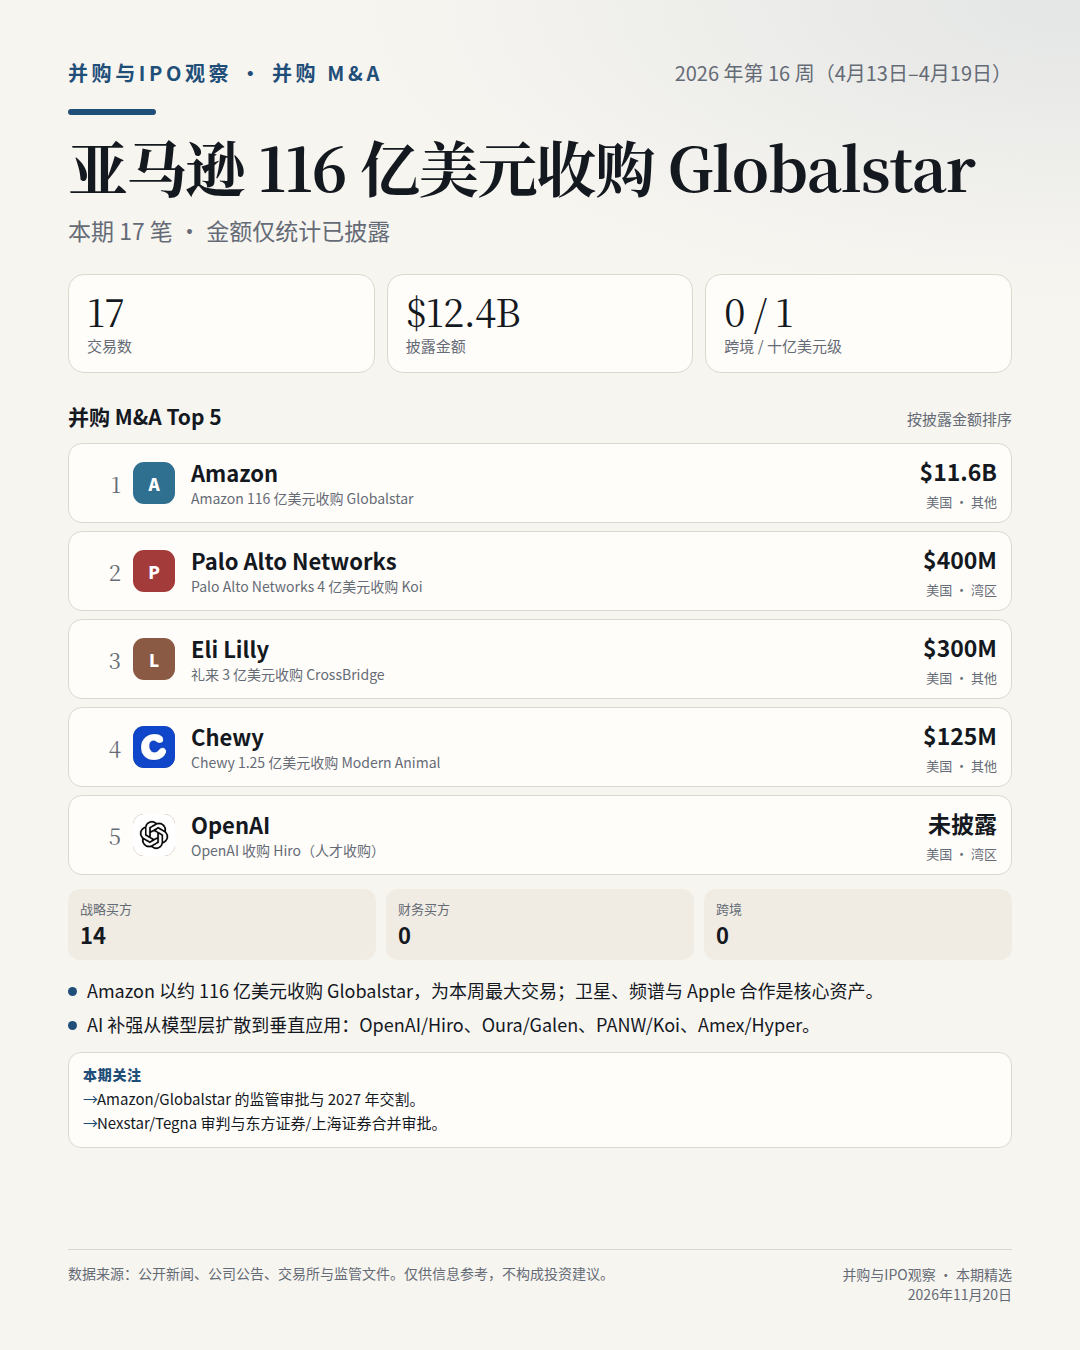 并购与IPO观察 • 并购 M&A
2026 年第 16 周（4月13日–4月19日）
亚马逊 116 亿美元收购 Globalstar
本期 17 笔 • 金额仅统计已披露
17
交易数
$12.4B
披露金额
0 / 1
跨境 / 十亿美元级
并购 M&A Top 5
按披露金额排序
1
A
Amazon
Amazon 116 亿美元收购 Globalstar
$11.6B
美国 • 其他
2
P
Palo Alto Networks
Palo Alto Networks 4 亿美元收购 Koi
$400M
美国 • 湾区
3
L
Eli Lilly
礼来 3 亿美元收购 CrossBridge
$300M
美国 • 其他
4
C
Chewy
Chewy 1.25 亿美元收购 Modern Animal
$125M
美国 • 其他
5
OpenAI
OpenAI 收购 Hiro（人才收购）
未披露
美国 • 湾区
战略买方
14
财务买方
0
跨境
0
Amazon 以约 116 亿美元收购 Globalstar，为本周最大交易；卫星、频谱与 Apple 合作是核心资产。
AI 补强从模型层扩散到垂直应用：OpenAI/Hiro、Oura/Galen、PANW/Koi、Amex/Hyper。
本期关注
→Amazon/Globalstar 的监管审批与 2027 年交割。
→Nexstar/Tegna 审判与东方证券/上海证券合并审批。
数据来源：公开新闻、公司公告、交易所与监管文件。仅供信息参考，不构成投资建议。
并购与IPO观察 • 本期精选
2026年11月20日